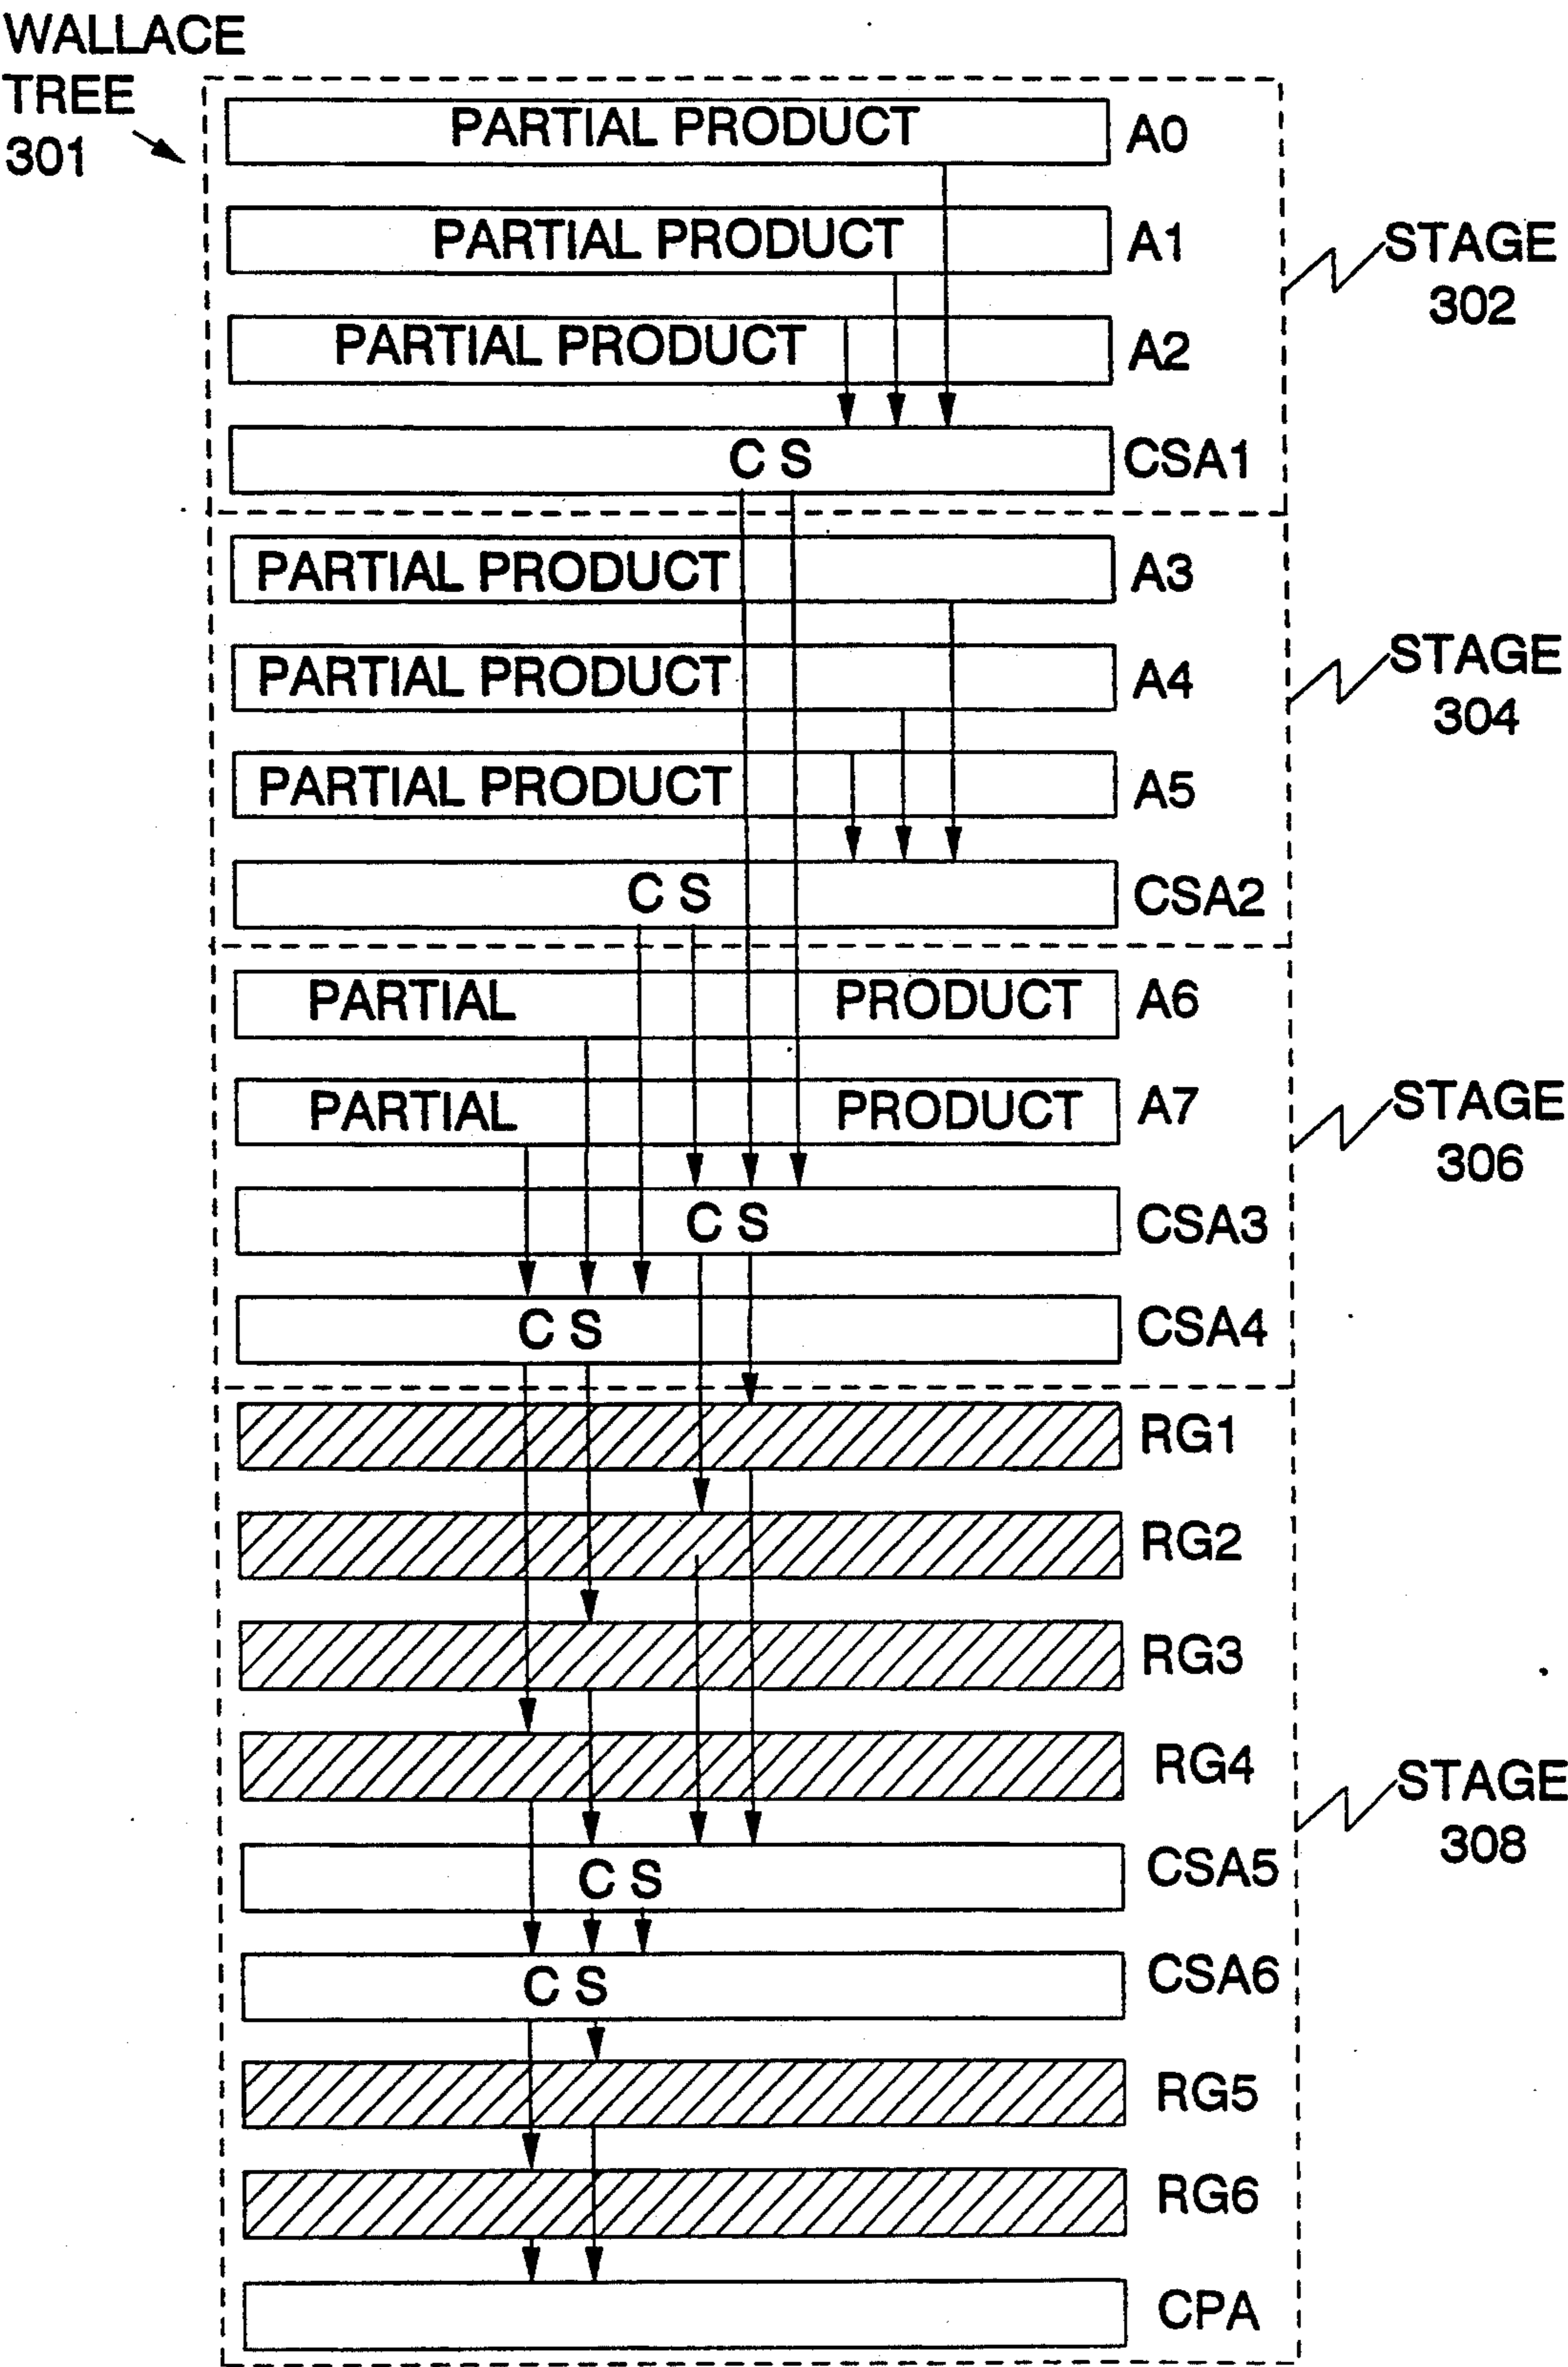 WALLACE
TREE
301
PARTIAL PRODUCT A0
PARTIAL PRODUCT A1
STAGE
302
PARTIAL PRODUCT A2
C S CSA1
PARTIAL PRODUCT A3
PARTIAL PRODUCT A4
STAGE
304
PARTIAL PRODUCT A5
C S CSA2
PARTIAL PRODUCT A6
PARTIAL PRODUCT A7
STAGE
306
C S CSA3
C S CSA4
RG1
RG2
RG3
RG4
STAGE
308
C S CSA5
C S CSA6
RG5
RG6
CPA